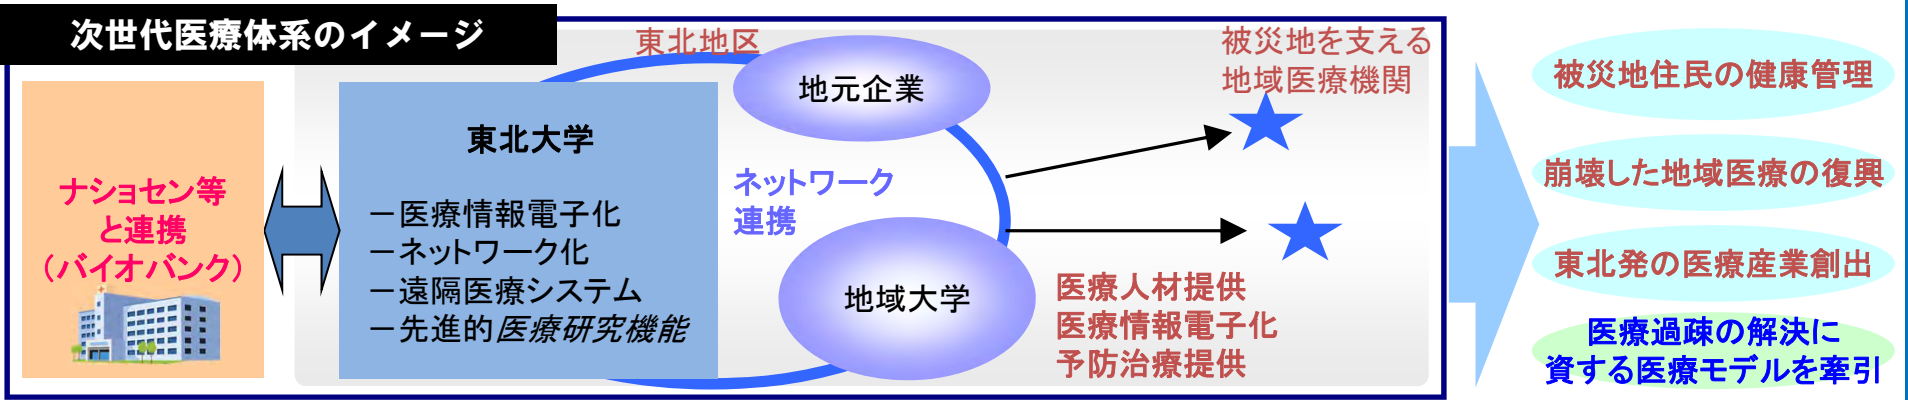 次世代医療体系のイメージ
ナショセン等
と連携
（バイオバンク）
東北大学
－医療情報電子化
－ネットワーク化
－遠隔医療システム
－先進的医療研究機能
東北地区
地元企業
ネットワーク
連携
地域大学
被災地を支える
地域医療機関
医療人材提供
医療情報電子化
予防治療提供
被災地住民の健康管理
崩壊した地域医療の復興
東北発の医療産業創出
医療過疎の解決に
資する医療モデルを牽引